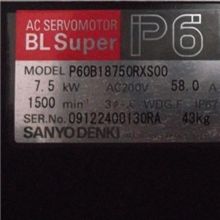 AC SERVOMOTOR
BL Super P6
MODEL P60B18750RXS00
7.5 kW AC200V 58.0 A
1500 min⁻¹ IP67
SER.No. 09122400130RA 43kg
SANYO DENKI